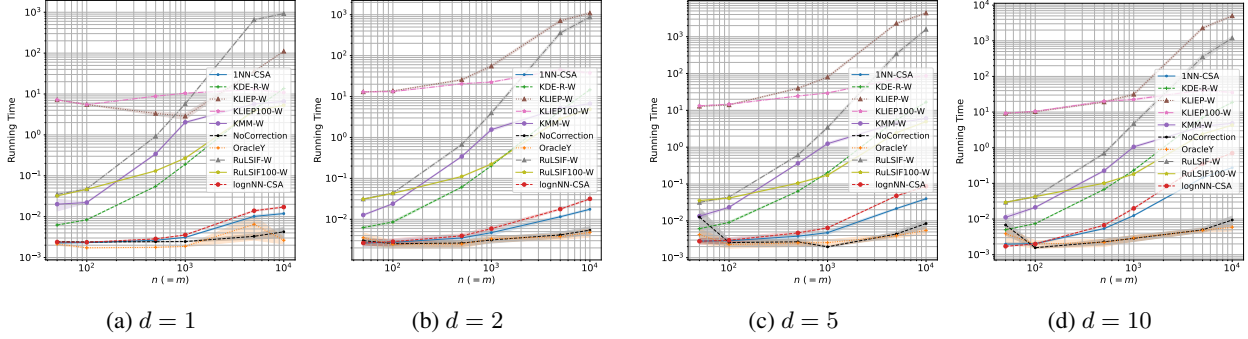 10³
10²
10¹
10⁰
10⁻¹
10⁻²
10⁻³
Running Time
10² 10³ 10⁴
n (=m)
1NN-CSA
KDE-R-W
KLIEP-W
KLIEP100-W
KMM-W
NoCorrection
OracleY
RuLSIF-W
RuLSIF100-W
lognNN-CSA
(a) d = 1
10³
10²
10¹
10⁰
10⁻¹
10⁻²
Running Time
10² 10³ 10⁴
n (=m)
1NN-CSA
KDE-R-W
KLIEP-W
KLIEP100-W
KMM-W
NoCorrection
OracleY
RuLSIF-W
RuLSIF100-W
lognNN-CSA
(b) d = 2
10³
10²
10¹
10⁰
10⁻¹
10⁻²
10⁻³
Running Time
10² 10³ 10⁴
n (=m)
1NN-CSA
KDE-R-W
KLIEP-W
KLIEP100-W
KMM-W
NoCorrection
OracleY
RuLSIF-W
RuLSIF100-W
lognNN-CSA
(c) d = 5
10⁴
10³
10²
10¹
10⁰
10⁻¹
10⁻²
10⁻³
Running Time
10² 10³ 10⁴
n (=m)
1NN-CSA
KDE-R-W
KLIEP-W
KLIEP100-W
KMM-W
NoCorrection
OracleY
RuLSIF-W
RuLSIF100-W
lognNN-CSA
(d) d = 10